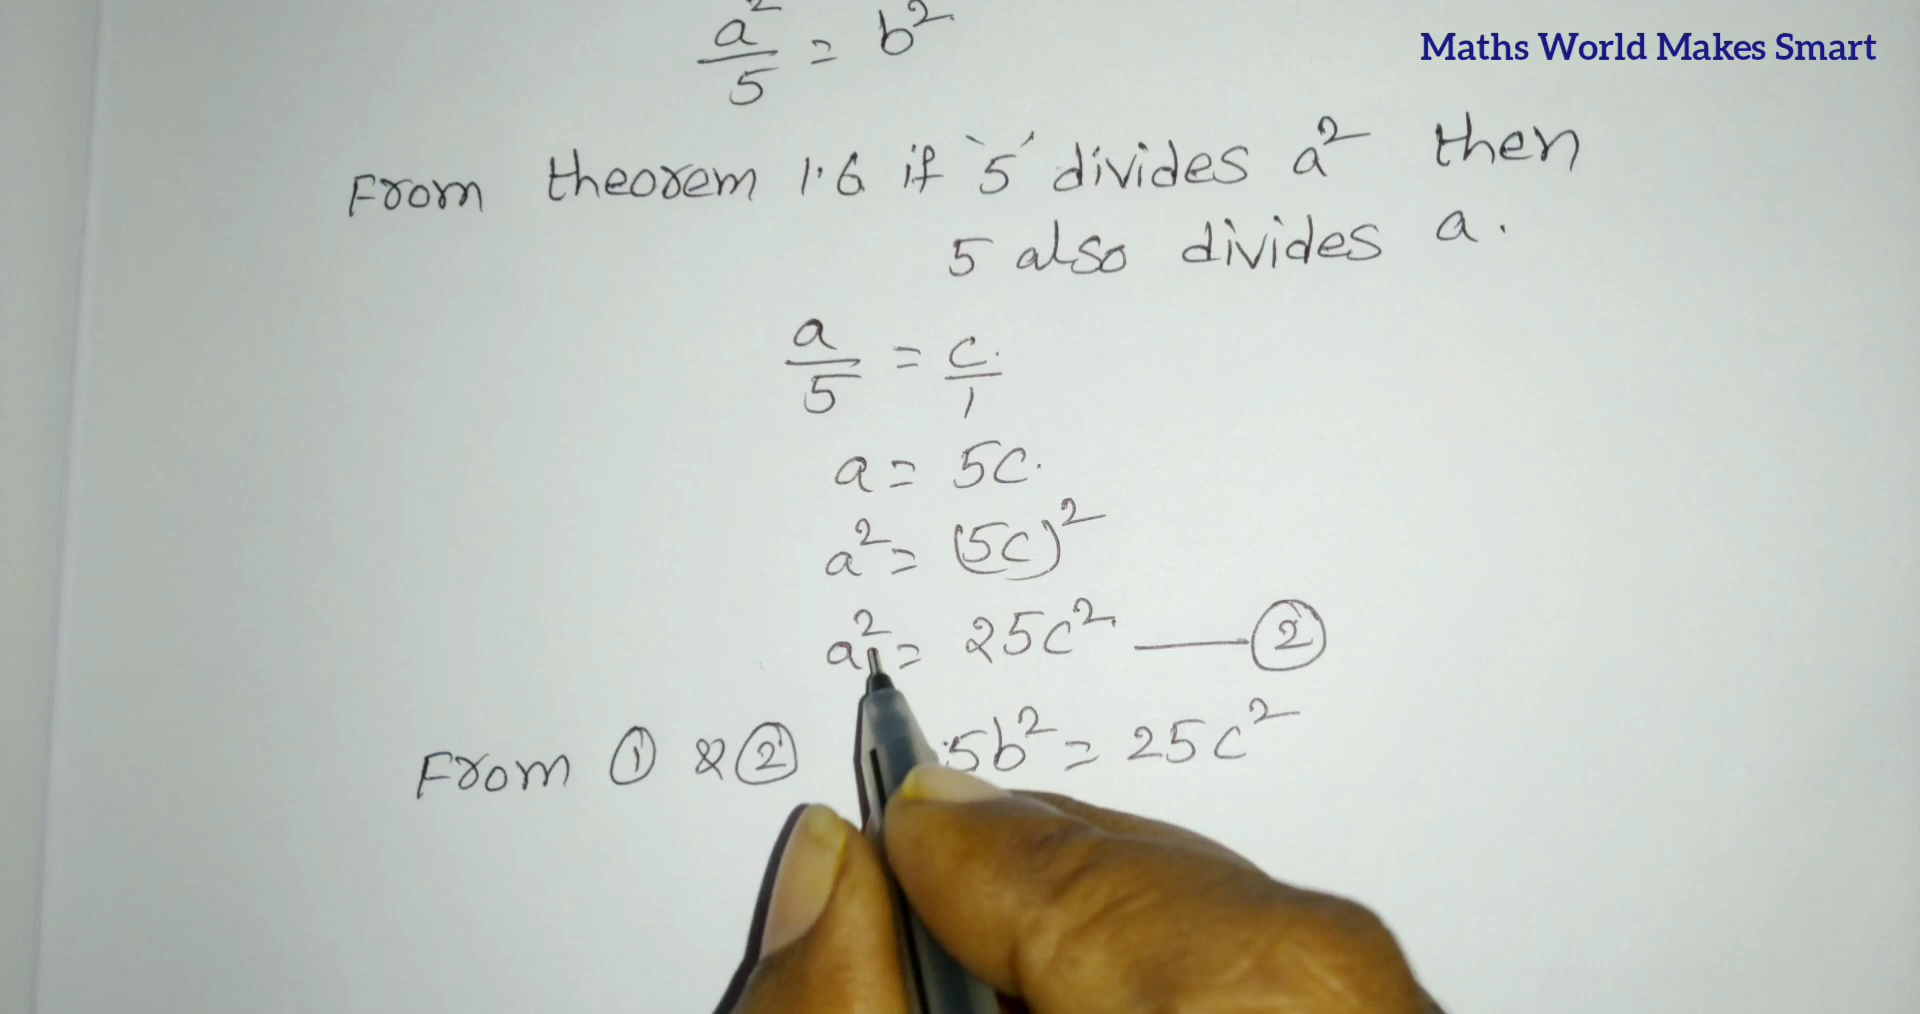 Maths World Makes Smart
a²/5 = b²
From theorem 1.6 if '5' divides a² then
5 also divides a.
a/5 = c/1
a = 5c.
a² = (5c)²
a² = 25c² —— ②
From ① & ② 5b² = 25c²